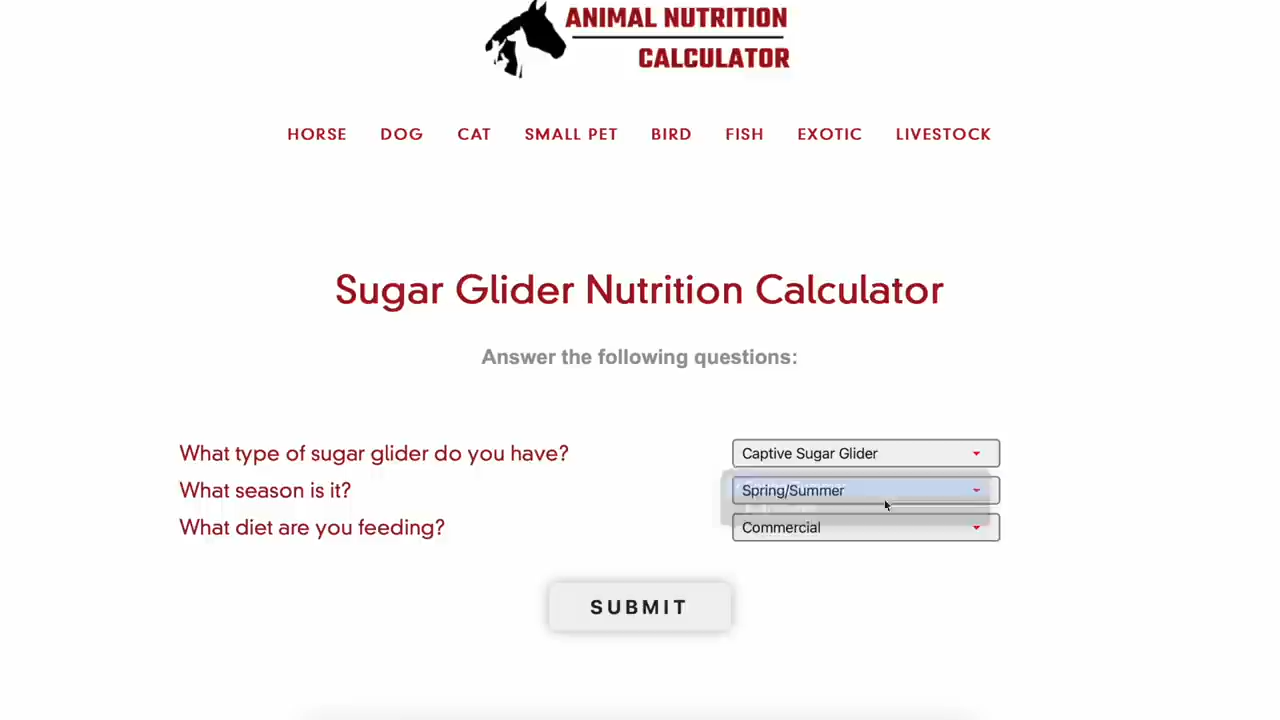 ANIMAL NUTRITION
CALCULATOR
HORSE DOG CAT SMALL PET BIRD FISH EXOTIC LIVESTOCK
Sugar Glider Nutrition Calculator
Answer the following questions:
What type of sugar glider do you have? Captive Sugar Glider
What season is it? Spring/Summer
What diet are you feeding? Commercial
SUBMIT